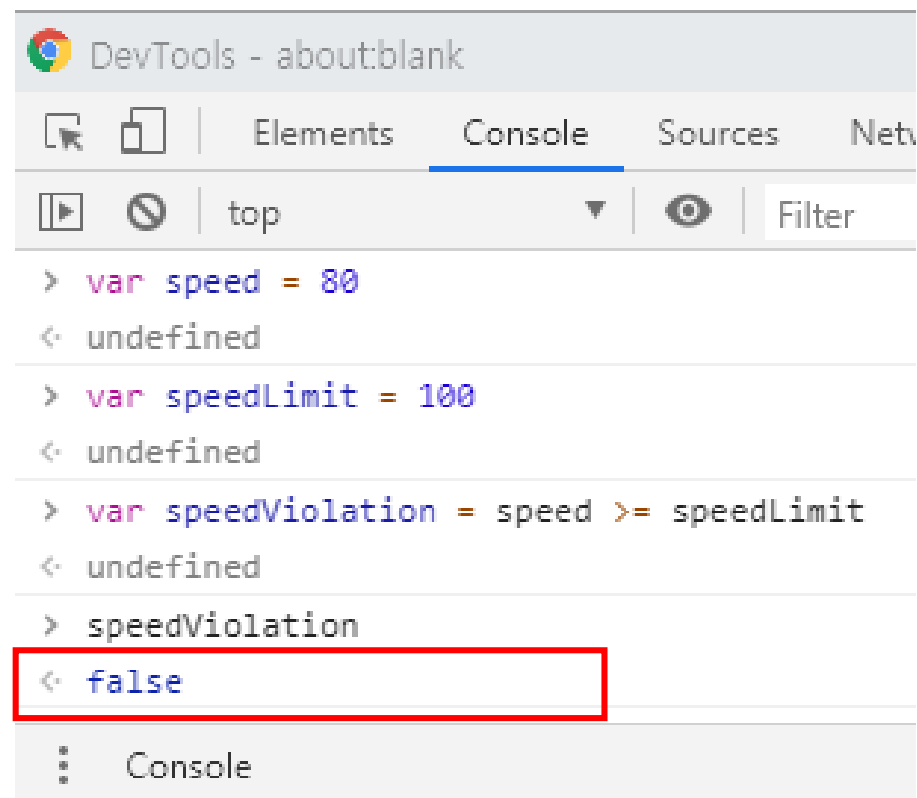 DevTools - about:blank
Elements Console Sources Netw
top Filter
> var speed = 80
undefined
> var speedLimit = 100
undefined
> var speedViolation = speed >= speedLimit
undefined
> speedViolation
false
Console